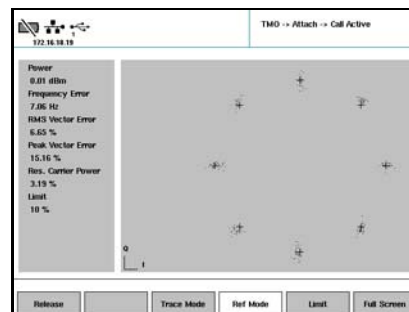 TMO -> Attach -> Call Active
1
172.16.18.19
Power
0.01 dBm
Frequency Error
7.06 Hz
RMS Vector Error
6.65 %
Peak Vector Error
15.16 %
Res. Carrier Power
3.19 %
Limit
10 %
Q
I
Release
Trace Mode
Ref Mode
Limit
Full Screen